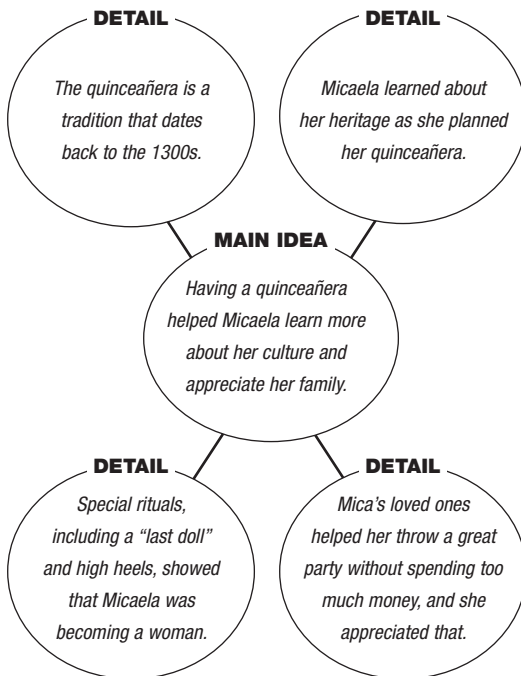 DETAIL
The quinceañera is a
tradition that dates
back to the 1300s.
DETAIL
Micaela learned about
her heritage as she planned
her quinceañera.
MAIN IDEA
Having a quinceañera
helped Micaela learn more
about her culture and
appreciate her family.
DETAIL
Special rituals,
including a “last doll”
and high heels, showed
that Micaela was
becoming a woman.
DETAIL
Mica’s loved ones
helped her throw a great
party without spending too
much money, and she
appreciated that.